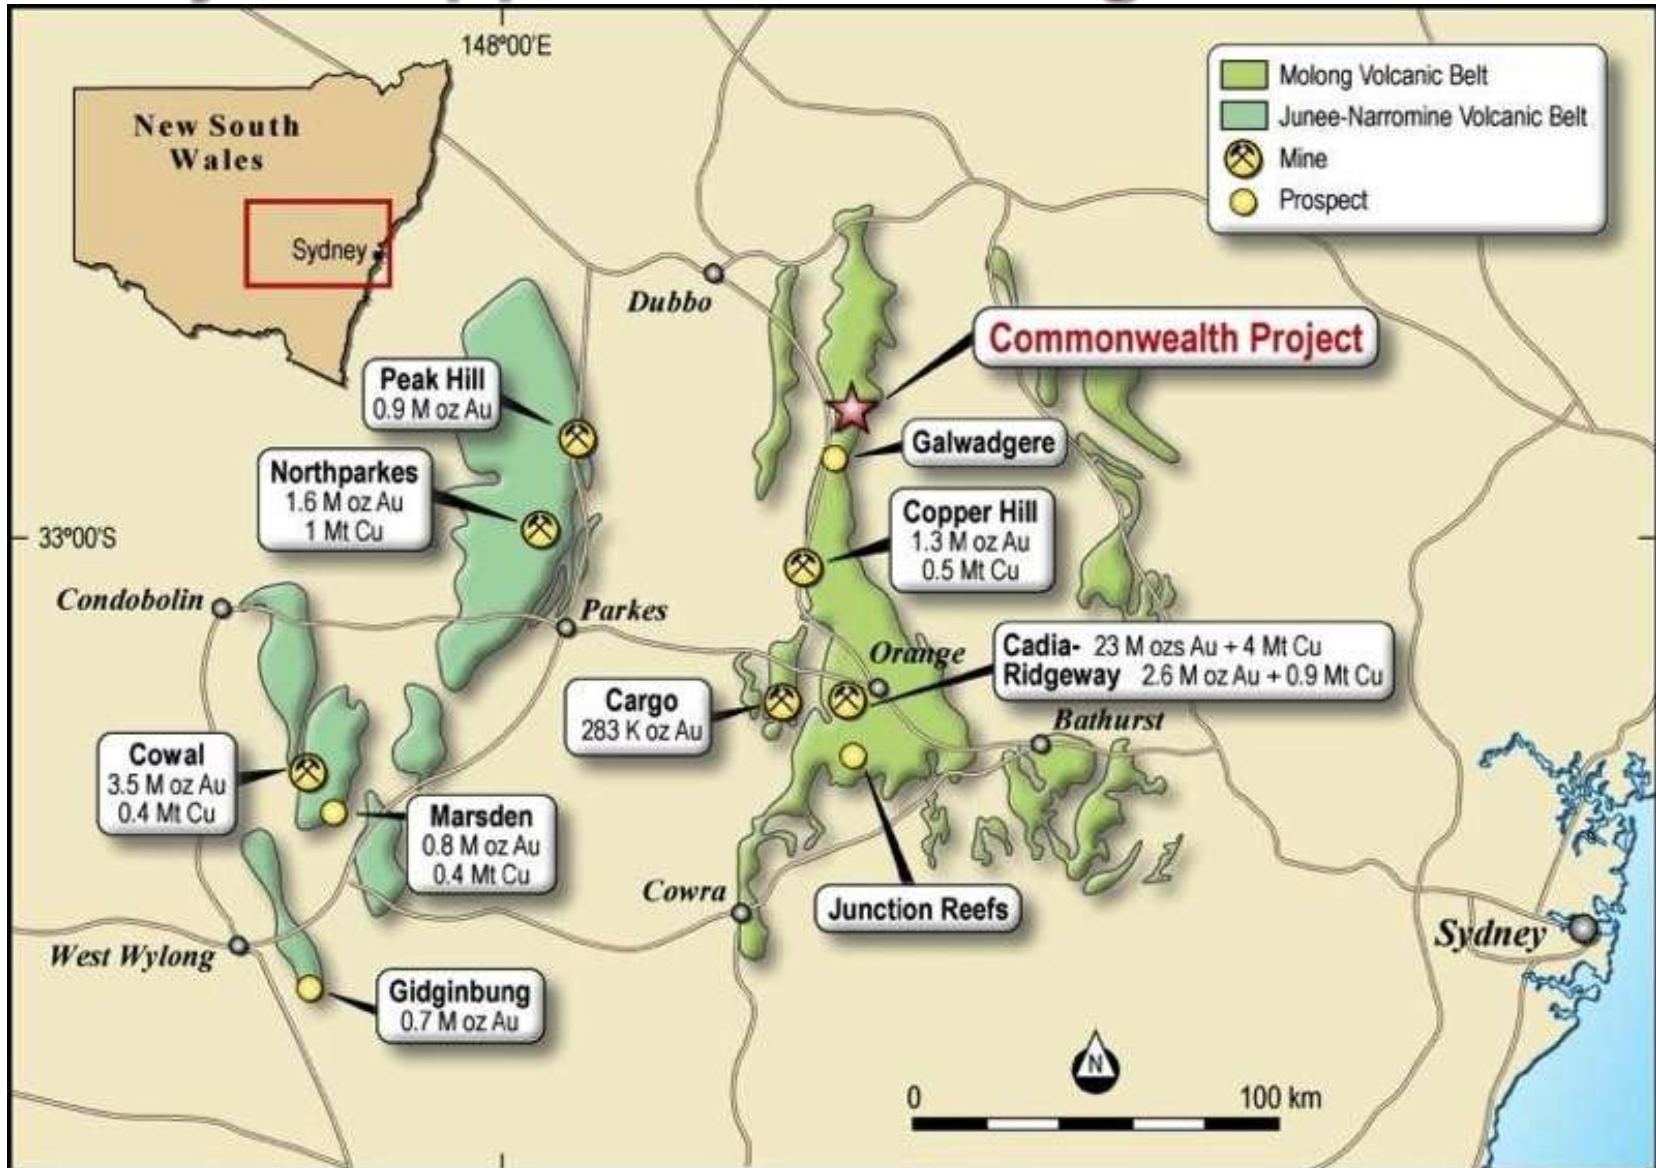 148º00'E
New South
Wales
Sydney
Molong Volcanic Belt
Junee-Narromine Volcanic Belt
Mine
Prospect
Dubbo
Commonwealth Project
Peak Hill
0.9 M oz Au
Galwadgere
Northparkes
1.6 M oz Au
1 Mt Cu
Copper Hill
1.3 M oz Au
0.5 Mt Cu
33º00'S
Condobolin
Parkes
Orange
Cadia- 23 M ozs Au + 4 Mt Cu
Ridgeway 2.6 M oz Au + 0.9 Mt Cu
Cargo
283 K oz Au
Bathurst
Cowal
3.5 M oz Au
0.4 Mt Cu
Marsden
0.8 M oz Au
0.4 Mt Cu
Cowra
Junction Reefs
Sydney
West Wylong
Gidginbung
0.7 M oz Au
N
0 100 km